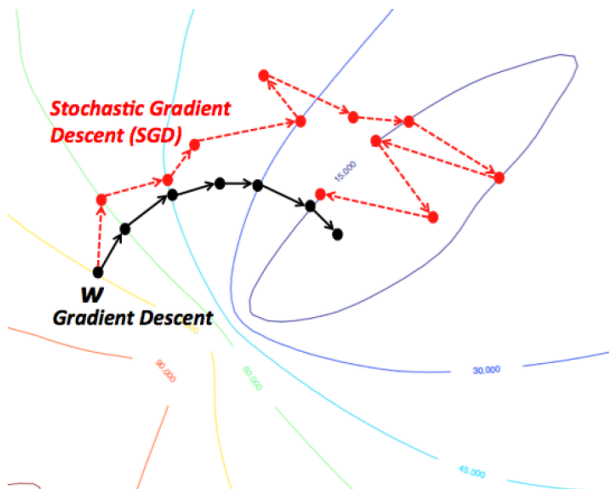 Stochastic Gradient
Descent (SGD)
15.000
W
Gradient Descent
90.000
60.000
30.000
45.000